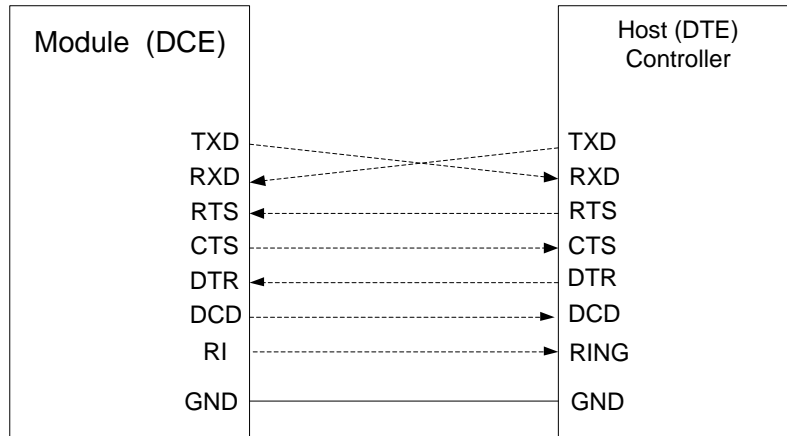 Module (DCE)
Host (DTE)
Controller
TXD
TXD
RXD
RXD
RTS
RTS
CTS
CTS
DTR
DTR
DCD
DCD
RI
RING
GND
GND